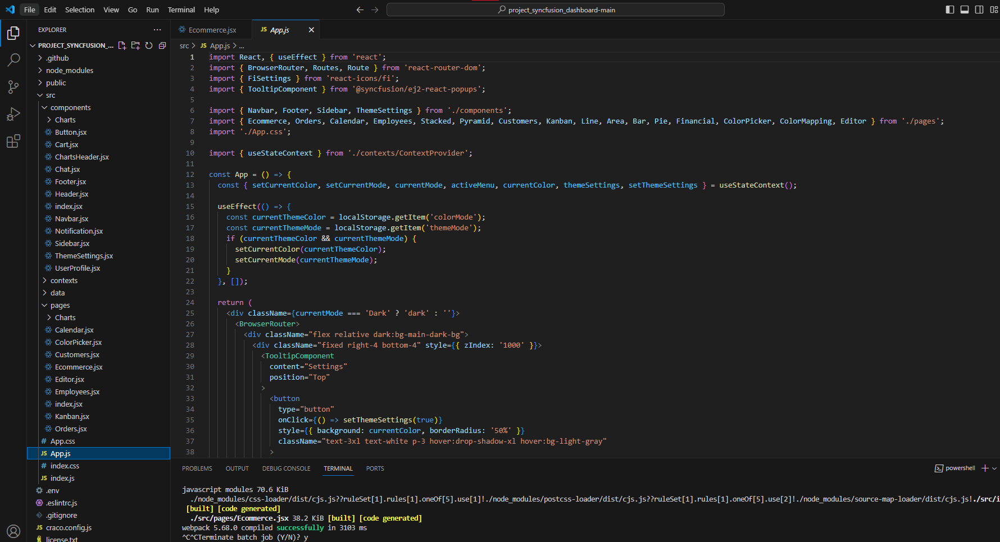 File Edit Selection View Go Run Terminal Help
project_syncfusion_dashboard-main
EXPLORER
PROJECT_SYNCFUSION_...
.github
node_modules
public
src
components
Charts
Button.jsx
Cart.jsx
ChartsHeader.jsx
Chat.jsx
Footer.jsx
Header.jsx
index.jsx
Navbar.jsx
Notification.jsx
Sidebar.jsx
ThemeSettings.jsx
UserProfile.jsx
contexts
data
pages
Charts
Calendar.jsx
ColorPicker.jsx
Customers.jsx
Ecommerce.jsx
Editor.jsx
Employees.jsx
index.jsx
Kanban.jsx
Orders.jsx
# App.css
JS App.js
# index.css
JS index.js
.env
.eslintrc.js
.gitignore
JS craco.config.js
license.txt
Ecommerce.jsx
JS App.js
src > JS App.js > ...
1 import React, { useEffect } from 'react';
2 import { BrowserRouter, Routes, Route } from 'react-router-dom';
3 import { FiSettings } from 'react-icons/fi';
4 import { TooltipComponent } from '@syncfusion/ej2-react-popups';
5
6 import { Navbar, Footer, Sidebar, ThemeSettings } from './components';
7 import { Ecommerce, Orders, Calendar, Employees, Stacked, Pyramid, Customers, Kanban, Line, Area, Bar, Pie, Financial, ColorPicker, ColorMapping, Editor } from './pages';
8 import './App.css';
9
10 import { useStateContext } from './contexts/ContextProvider';
11
12 const App = () => {
13 const { setCurrentColor, setCurrentMode, currentMode, activeMenu, currentColor, themeSettings, setThemeSettings } = useStateContext();
14
15 useEffect(() => {
16 const currentThemeColor = localStorage.getItem('colorMode');
17 const currentThemeMode = localStorage.getItem('themeMode');
18 if (currentThemeColor && currentThemeMode) {
19 setCurrentColor(currentThemeColor);
20 setCurrentMode(currentThemeMode);
21 }
22 }, []);
23
24 return (
25 <div className={currentMode === 'Dark' ? 'dark' : ''}>
26 <BrowserRouter>
27 <div className="flex relative dark:bg-main-dark-bg">
28 <div className="fixed right-4 bottom-4" style={{ zIndex: '1000' }}>
29 <TooltipComponent
30 content="Settings"
31 position="Top"
32 >
33 <button
34 type="button"
35 onClick={() => setThemeSettings(true)}
36 style={{ background: currentColor, borderRadius: '50%' }}
37 className="text-3xl text-white p-3 hover:drop-shadow-xl hover:bg-light-gray"
38 >
PROBLEMS OUTPUT DEBUG CONSOLE TERMINAL PORTS
powershell
javascript modules 70.6 KiB
./node_modules/css-loader/dist/cjs.js??ruleSet[1].rules[1].oneOf[5].use[1]!./node_modules/postcss-loader/dist/cjs.js??ruleSet[1].rules[1].oneOf[5].use[2]!./node_modules/source-map-loader/dist/cjs.js!./src/i
[built] [code generated]
./src/pages/Ecommerce.jsx 38.2 KiB [built] [code generated]
webpack 5.68.0 compiled successfully in 3103 ms
^C^CTerminate batch job (Y/N)? y